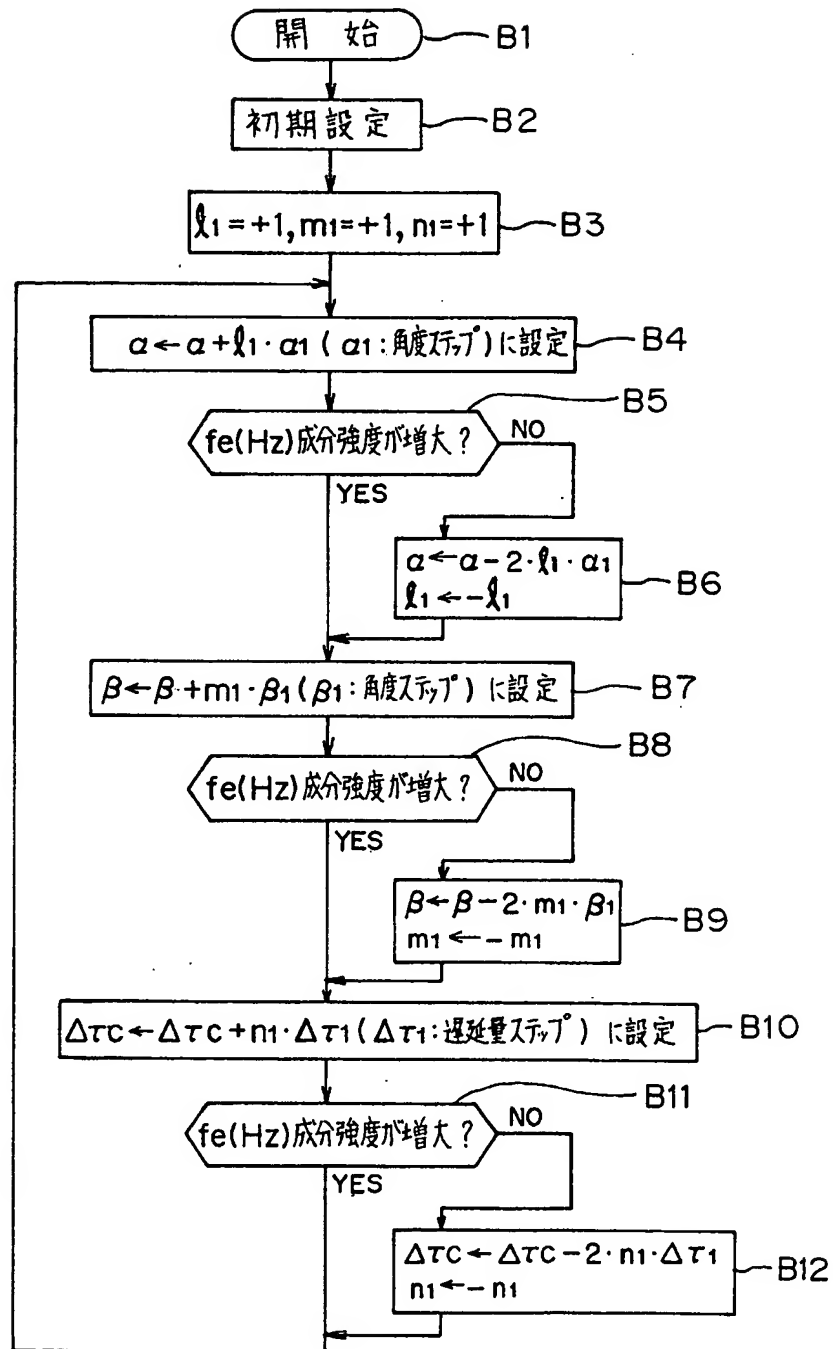 開 始 B1
初期設定 B2
ℓ1=+1, m1=+1, n1=+1 B3
α←α+ℓ1·α1 (α1:角度ステップ)に設定 B4
B5
fe(Hz)成分強度が増大? NO
YES
α←α-2·ℓ1·α1
ℓ1←-ℓ1 B6
β←β+m1·β1(β1:角度ステップ) に設定 B7
B8
fe(Hz)成分強度が増大? NO
YES
β←β-2·m1·β1
m1←-m1 B9
ΔτC←ΔτC+n1·Δτ1(Δτ1:遅延量ステップ) に設定 B10
B11
fe(Hz)成分強度が増大? NO
YES
ΔτC←ΔτC-2·n1·Δτ1
n1←-n1 B12